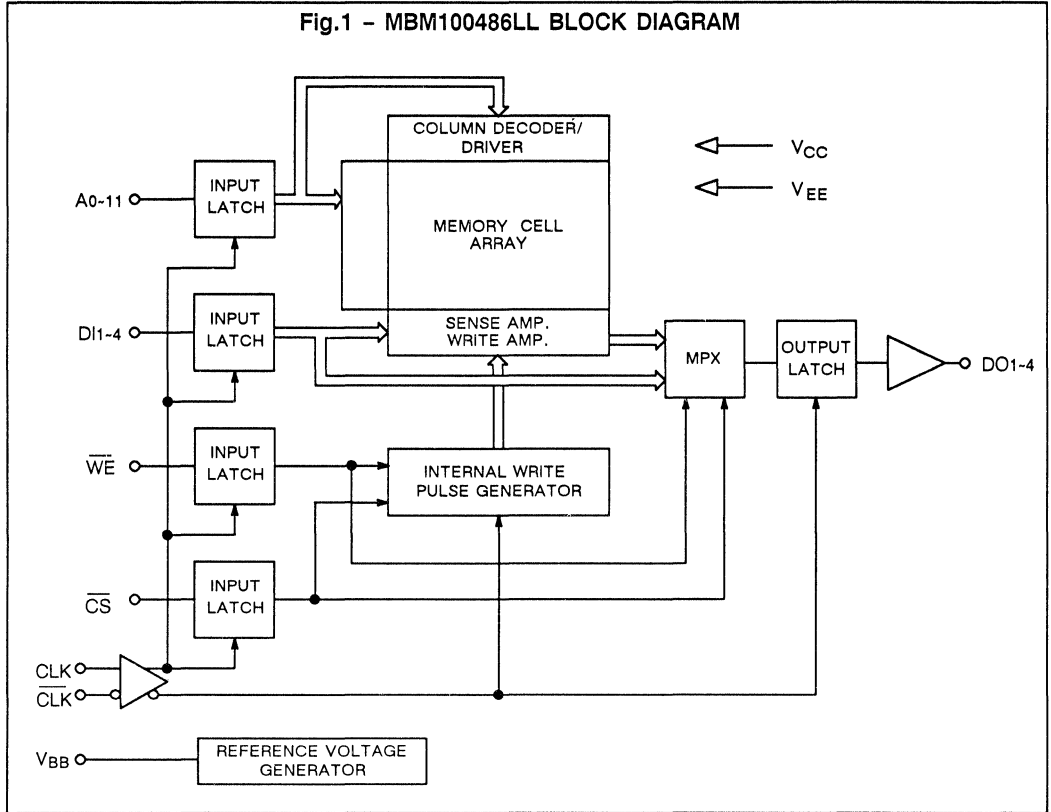 Fig.1 – MBM100486LL BLOCK DIAGRAM
COLUMN DECODER/
DRIVER
VCC
VEE
A0~11
INPUT
LATCH
MEMORY CELL
ARRAY
DI1~4
INPUT
LATCH
SENSE AMP.
WRITE AMP.
MPX
OUTPUT
LATCH
DO1~4
WE
INPUT
LATCH
INTERNAL WRITE
PULSE GENERATOR
CS
INPUT
LATCH
CLK
CLK
VBB
REFERENCE VOLTAGE
GENERATOR